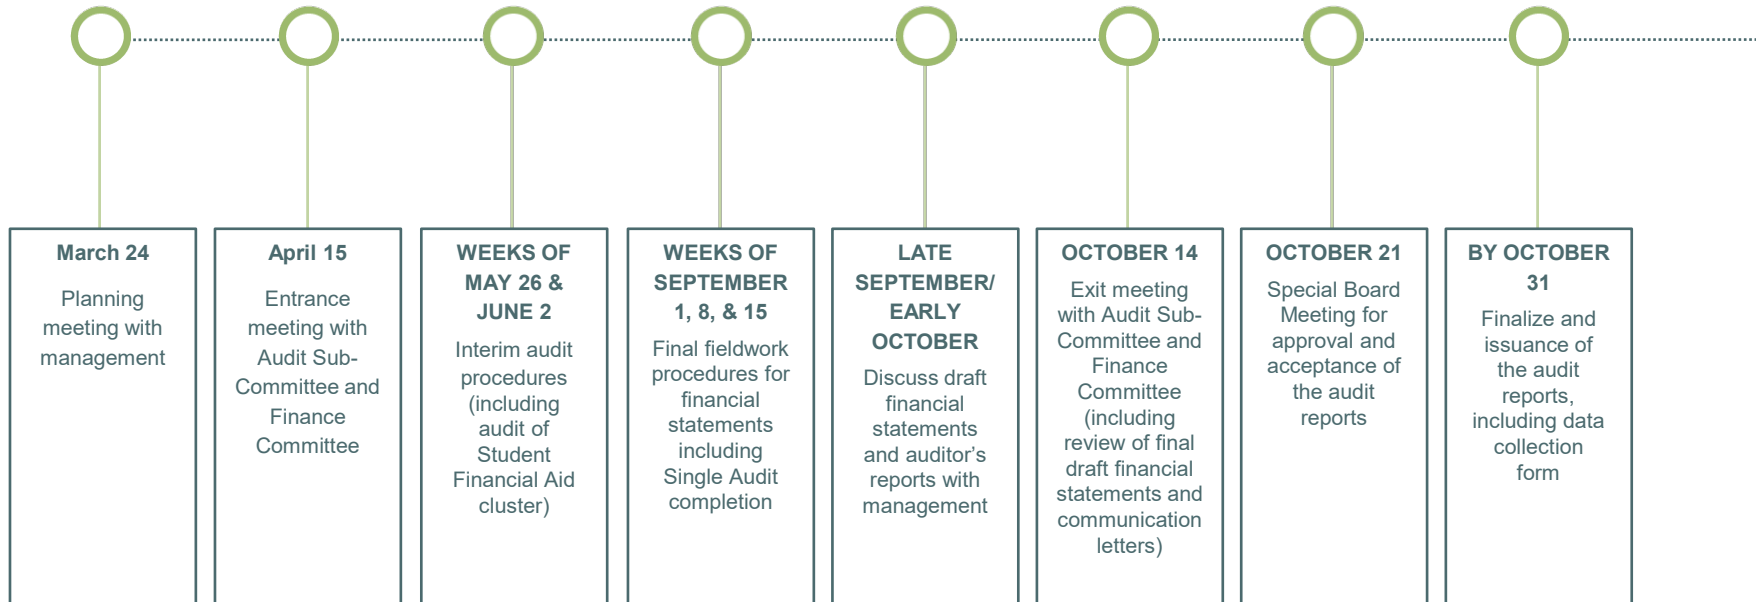 March 24
Planning
meeting with
management
April 15
Entrance
meeting with
Audit Sub-
Committee and
Finance
Committee
WEEKS OF
MAY 26 &
JUNE 2
Interim audit
procedures
(including
audit of
Student
Financial Aid
cluster)
WEEKS OF
SEPTEMBER
1, 8, & 15
Final fieldwork
procedures for
financial
statements
including
Single Audit
completion
LATE
SEPTEMBER/
EARLY
OCTOBER
Discuss draft
financial
statements
and auditor’s
reports with
management
OCTOBER 14
Exit meeting
with Audit Sub-
Committee and
Finance
Committee
(including
review of final
draft financial
statements and
communication
letters)
OCTOBER 21
Special Board
Meeting for
approval and
acceptance of
the audit
reports
BY OCTOBER
31
Finalize and
issuance of
the audit
reports,
including data
collection
form